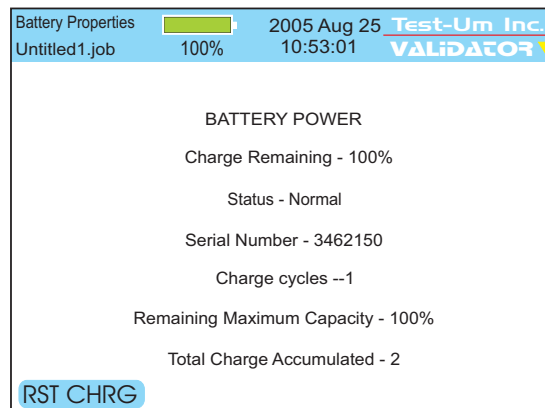 Battery Properties
Untitled1.job
100%
2005 Aug 25
10:53:01
Test-Um Inc.
VALiDATOR
BATTERY POWER
Charge Remaining - 100%
Status - Normal
Serial Number - 3462150
Charge cycles --1
Remaining Maximum Capacity - 100%
Total Charge Accumulated - 2
RST CHRG